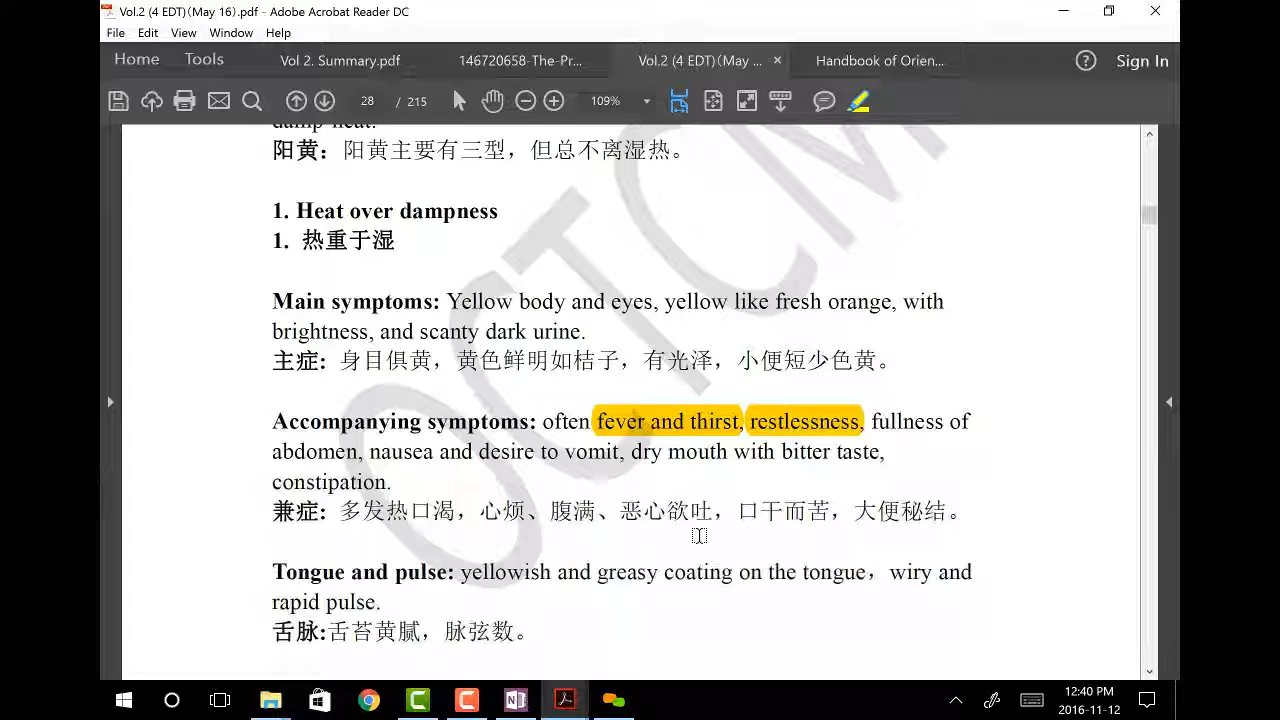 Vol.2 (4 EDT)(May 16).pdf - Adobe Acrobat Reader DC
File Edit View Window Help
Home Tools Vol 2. Summary.pdf 146720658-The-Pr... Vol.2 (4 EDT)(May ... × Handbook of Orien... Sign In
28 / 215 109%
damp heat.
阳黄：阳黄主要有三型，但总不离湿热。
1. Heat over dampness
1. 热重于湿
Main symptoms: Yellow body and eyes, yellow like fresh orange, with
brightness, and scanty dark urine.
主症：身目俱黄，黄色鲜明如桔子，有光泽，小便短少色黄。
Accompanying symptoms: often fever and thirst, restlessness, fullness of
abdomen, nausea and desire to vomit, dry mouth with bitter taste,
constipation.
兼症：多发热口渴，心烦、腹满、恶心欲吐，口干而苦，大便秘结。
Tongue and pulse: yellowish and greasy coating on the tongue，wiry and
rapid pulse.
舌脉:舌苔黄腻，脉弦数。
OCTCM
12:40 PM
2016-11-12